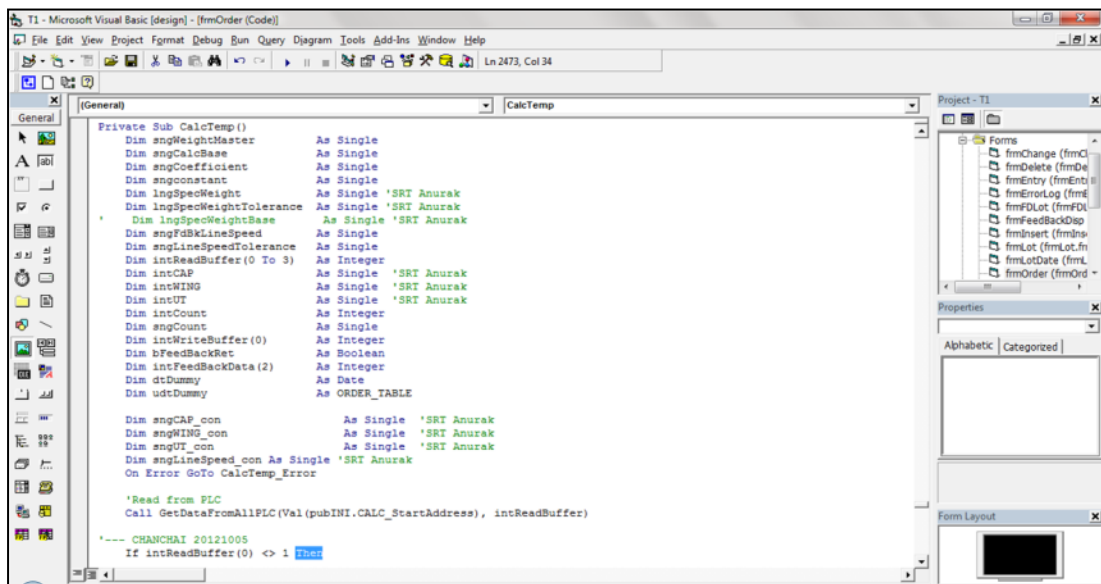 T1 - Microsoft Visual Basic [design] - [frmOrder (Code)]
File Edit View Project Format Debug Run Query Diagram Tools Add-Ins Window Help
Ln 2473, Col 34
General
(General)
CalcTemp
Private Sub CalcTemp()
Dim sngWeightMaster As Single
Dim sngCalcBase As Single
Dim sngCoefficient As Single
Dim sngconstant As Single
Dim lngSpecWeight As Single 'SRT Anurak
Dim lngSpecWeightTolerance As Single 'SRT Anurak
' Dim lngSpecWeightBase As Single 'SRT Anurak
Dim sngFdBkLineSpeed As Single
Dim sngLineSpeedTolerance As Single
Dim intReadBuffer(0 To 3) As Integer
Dim intCAP As Single 'SRT Anurak
Dim intWING As Single 'SRT Anurak
Dim intUT As Single 'SRT Anurak
Dim intCount As Integer
Dim sngCount As Single
Dim intWriteBuffer(0) As Integer
Dim bFeedBackRet As Boolean
Dim intFeedBackData(2) As Integer
Dim dtDummy As Date
Dim udtDummy As ORDER_TABLE
Dim sngCAP_con As Single 'SRT Anurak
Dim sngWING_con As Single 'SRT Anurak
Dim sngUT_con As Single 'SRT Anurak
Dim sngLineSpeed_con As Single 'SRT Anurak
On Error GoTo CalcTemp_Error
'Read from PLC
Call GetDataFromAllPLC(Val(pubINI.CALC_StartAddress), intReadBuffer)
'--- CHANCHAI 20121005
If intReadBuffer(0) <> 1 Then
Project - T1
Forms
frmChange (frmCl
frmDelete (frmDe
frmEntry (frmEnt
frmErrorLog (frmE
frmFDLot (frmFDL
frmFeedBackDisp
frmInsert (frmIns
frmLot (frmLot.fr
frmLotDate (frmL
frmOrder (frmOrd
Properties
Alphabetic Categorized
Form Layout